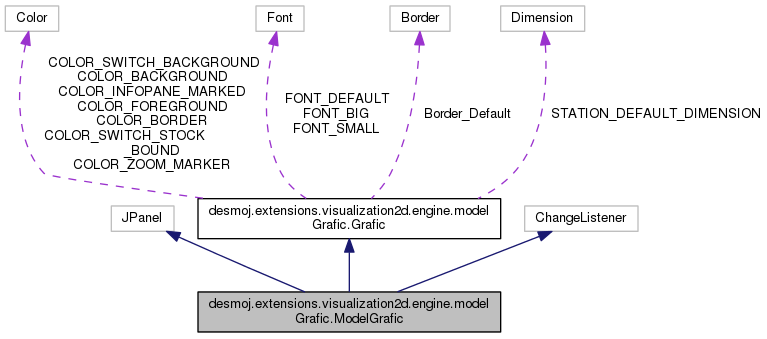 Color
Font
Border
Dimension
COLOR_SWITCH_BACKGROUND
COLOR_BACKGROUND
COLOR_INFOPANE_MARKED
COLOR_FOREGROUND
COLOR_BORDER
COLOR_SWITCH_STOCK
_BOUND
COLOR_ZOOM_MARKER
FONT_DEFAULT
FONT_BIG
FONT_SMALL
Border_Default
STATION_DEFAULT_DIMENSION
JPanel
desmoj.extensions.visualization2d.engine.model
Grafic.Grafic
ChangeListener
desmoj.extensions.visualization2d.engine.model
Grafic.ModelGrafic